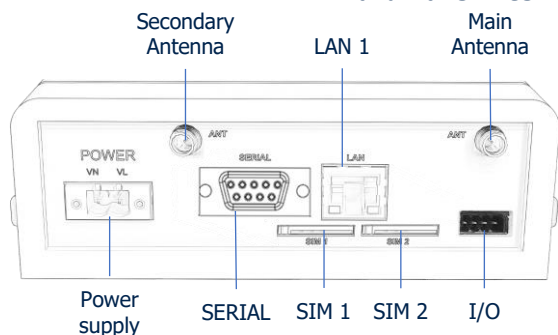 Secondary
Antenna
LAN 1
Main
Antenna
ANT
ANT
POWER
VN VL
SERIAL
LAN
SIM 1
SIM 2
Power
supply
SERIAL
SIM 1
SIM 2
I/O